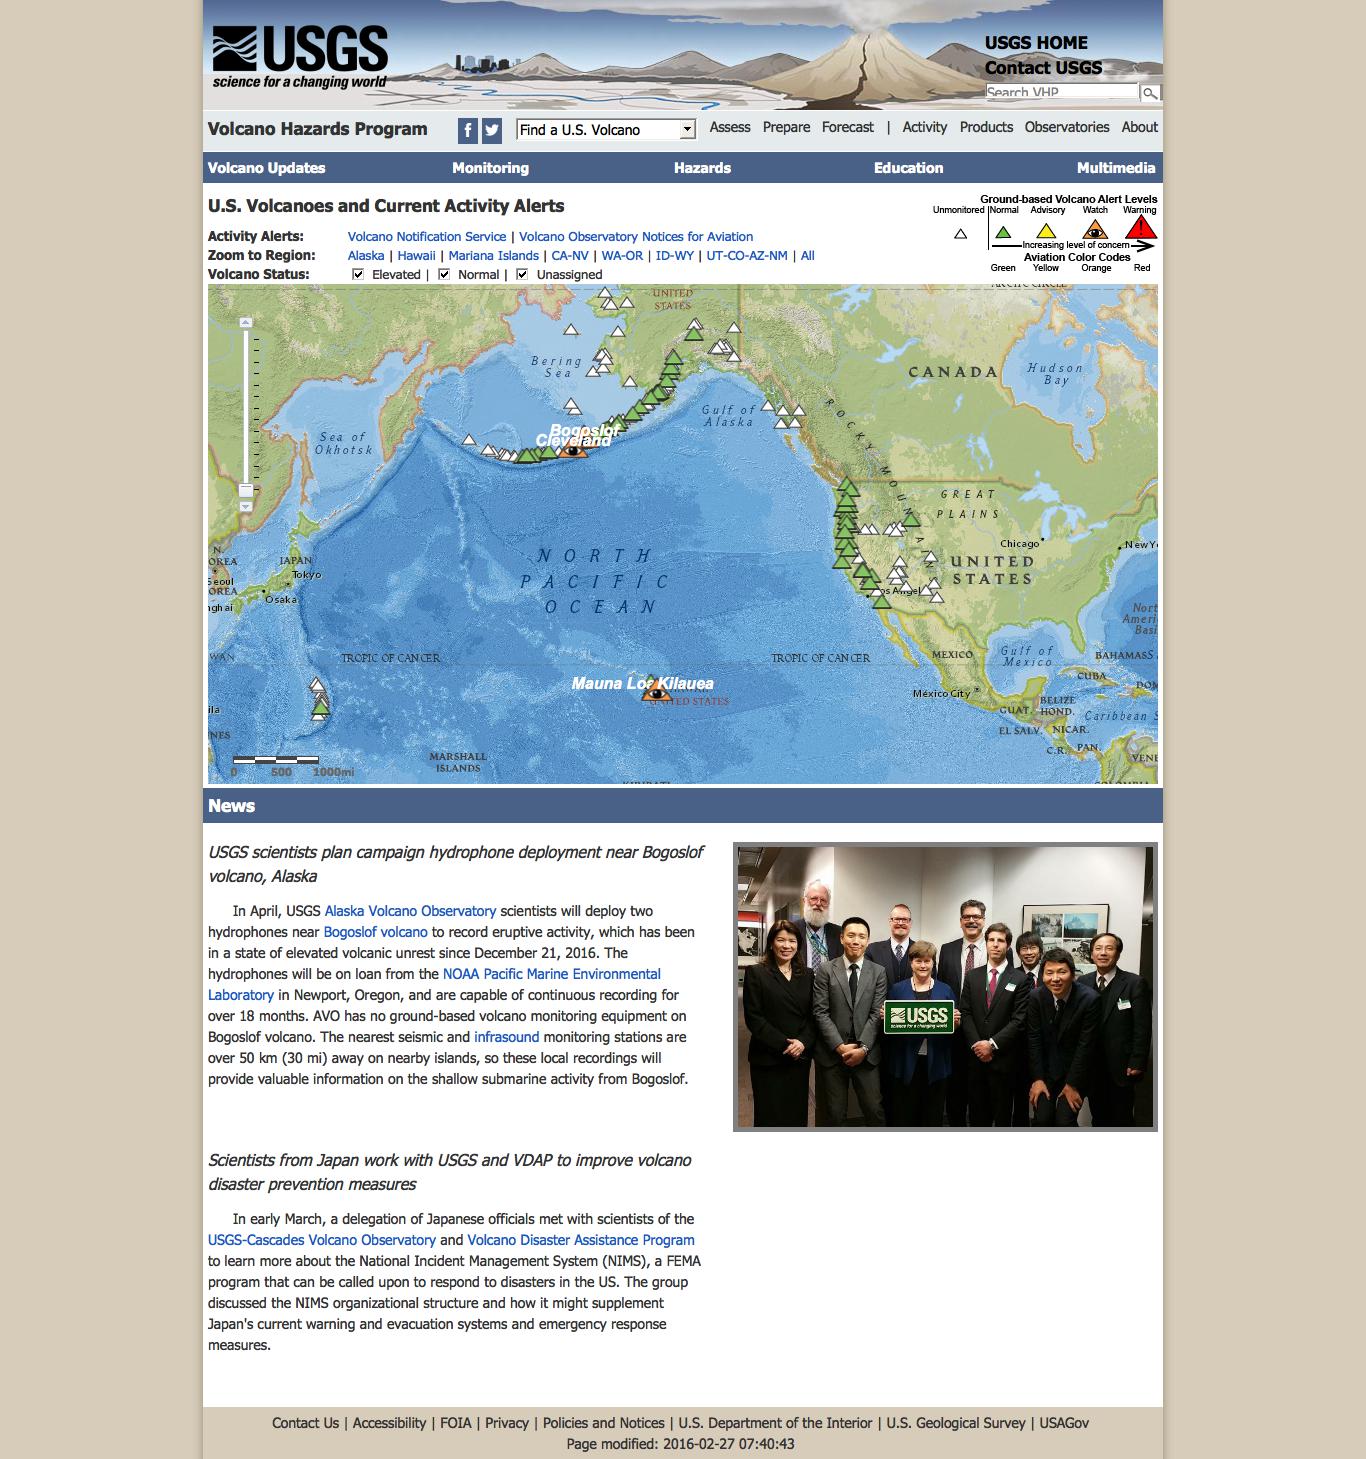 USGS
science for a changing world
USGS HOME
Contact USGS
Search VHP
Volcano Hazards Program
Find a U.S. Volcano
Assess Prepare Forecast | Activity Products Observatories About
Volcano Updates Monitoring Hazards Education Multimedia
U.S. Volcanoes and Current Activity Alerts
Activity Alerts: Volcano Notification Service | Volcano Observatory Notices for Aviation
Zoom to Region: Alaska | Hawaii | Mariana Islands | CA-NV | WA-OR | ID-WY | UT-CO-AZ-NM | All
Volcano Status: Elevated | Normal | Unassigned
Ground-based Volcano Alert Levels
Unmonitored Normal Advisory Watch Warning
Increasing level of concern
Aviation Color Codes
Green Yellow Orange Red
ARCTIC CIRCLE
UNITED
STATES
Bering
Sea
CANADA
Hudson
Bay
Gulf of
Alaska
ROCKY MOUN A N
Sea of
Okhotsk
Bogoslof
Cleveland
GREAT
PLAINS
Chicago
New Y
UNITED
STATES
N.
OREA
JAPAN
Tokyo
Seoul
OREA
Osaka
nghai
NORTH
PACIFIC
OCEAN
os Angel
Nort
Ameri
Basi
WAN
TROPIC OF CANCER
TROPIC OF CANCER
MEXICO
Gulf of
Mexico
BAHAMAS
CUBA
DOM
Mauna Loa Kilauea
UNITED STATES
México City
BELIZE
GUAT.
HOND.
Caribbean S
EL SALV.
NICAR.
C.R.
PAN.
VENE
ila
NES
MARSHALL
ISLANDS
0 500 1000mi
KIRIBATI
COLOMBIA
News
USGS scientists plan campaign hydrophone deployment near Bogoslof
volcano, Alaska
In April, USGS Alaska Volcano Observatory scientists will deploy two
hydrophones near Bogoslof volcano to record eruptive activity, which has been
in a state of elevated volcanic unrest since December 21, 2016. The
hydrophones will be on loan from the NOAA Pacific Marine Environmental
Laboratory in Newport, Oregon, and are capable of continuous recording for
over 18 months. AVO has no ground-based volcano monitoring equipment on
Bogoslof volcano. The nearest seismic and infrasound monitoring stations are
over 50 km (30 mi) away on nearby islands, so these local recordings will
provide valuable information on the shallow submarine activity from Bogoslof.
USGS
science for a changing world
Scientists from Japan work with USGS and VDAP to improve volcano
disaster prevention measures
In early March, a delegation of Japanese officials met with scientists of the
USGS-Cascades Volcano Observatory and Volcano Disaster Assistance Program
to learn more about the National Incident Management System (NIMS), a FEMA
program that can be called upon to respond to disasters in the US. The group
discussed the NIMS organizational structure and how it might supplement
Japan's current warning and evacuation systems and emergency response
measures.
Contact Us | Accessibility | FOIA | Privacy | Policies and Notices | U.S. Department of the Interior | U.S. Geological Survey | USAGov
Page modified: 2016-02-27 07:40:43